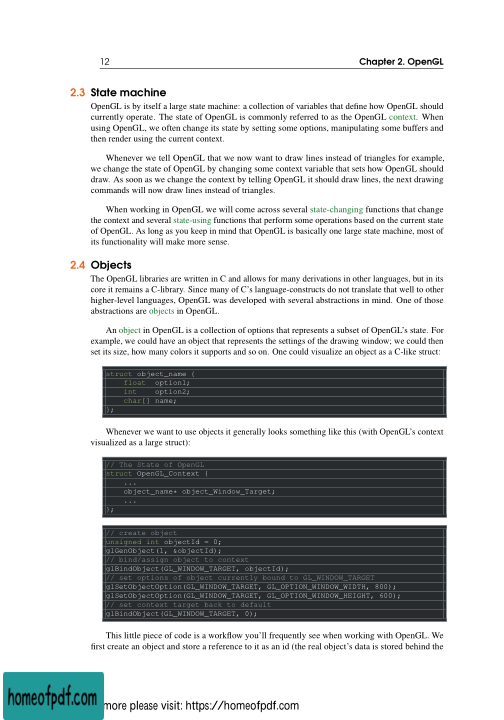 12
Chapter 2. OpenGL
2.3 State machine
OpenGL is by itself a large state machine: a collection of variables that define how OpenGL should
currently operate. The state of OpenGL is commonly referred to as the OpenGL context. When
using OpenGL, we often change its state by setting some options, manipulating some buffers and
then render using the current context.
Whenever we tell OpenGL that we now want to draw lines instead of triangles for example,
we change the state of OpenGL by changing some context variable that sets how OpenGL should
draw. As soon as we change the context by telling OpenGL it should draw lines, the next drawing
commands will now draw lines instead of triangles.
When working in OpenGL we will come across several state-changing functions that change
the context and several state-using functions that perform some operations based on the current state
of OpenGL. As long as you keep in mind that OpenGL is basically one large state machine, most of
its functionality will make more sense.
2.4 Objects
The OpenGL libraries are written in C and allows for many derivations in other languages, but in its
core it remains a C-library. Since many of C's language-constructs do not translate that well to other
higher-level languages, OpenGL was developed with several abstractions in mind. One of those
abstractions are objects in OpenGL.
An object in OpenGL is a collection of options that represents a subset of OpenGL's state. For
example, we could have an object that represents the settings of the drawing window; we could then
set its size, how many colors it supports and so on. One could visualize an object as a C-like struct:
struct object_name {
float option1;
int option2;
char[] name;
};
Whenever we want to use objects it generally looks something like this (with OpenGL's context
visualized as a large struct):
// The State of OpenGL
struct OpenGL_Context {
...
object_name* object_Window_Target;
...
};
// create object
unsigned int objectId = 0;
glGenObject(1, &objectId);
// bind/assign object to context
glBindObject(GL_WINDOW_TARGET, objectId);
// set options of object currently bound to GL_WINDOW_TARGET
glSetObjectOption(GL_WINDOW_TARGET, GL_OPTION_WINDOW_WIDTH, 800);
glSetObjectOption(GL_WINDOW_TARGET, GL_OPTION_WINDOW_HEIGHT, 600);
// set context target back to default
glBindObject(GL_WINDOW_TARGET, 0);
This little piece of code is a workflow you'll frequently see when working with OpenGL. We
first create an object and store a reference to it as an id (the real object's data is stored behind the
homeofpdf.com
more please visit: https://homeofpdf.com